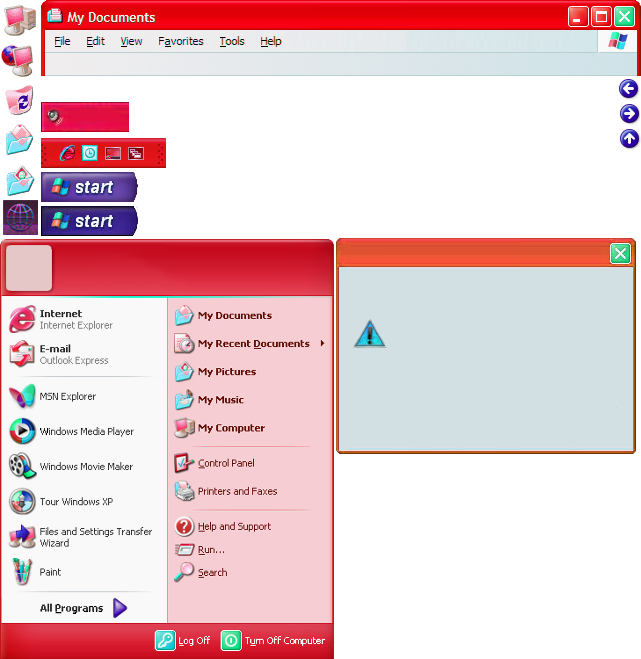 My Documents
File Edit View Favorites Tools Help
start
start
Internet
Internet Explorer
E-mail
Outlook Express
MSN Explorer
Windows Media Player
Windows Movie Maker
Tour Windows XP
Files and Settings Transfer
Wizard
Paint
All Programs
My Documents
My Recent Documents
My Pictures
My Music
My Computer
Control Panel
Printers and Faxes
Help and Support
Run...
Search
Log Off
Turn Off Computer